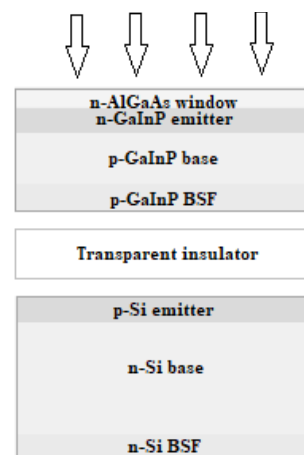 n-AlGaAs window
n-GaInP emitter
p-GaInP base
p-GaInP BSF
Transparent insulator
p-Si emitter
n-Si base
n-Si BSF